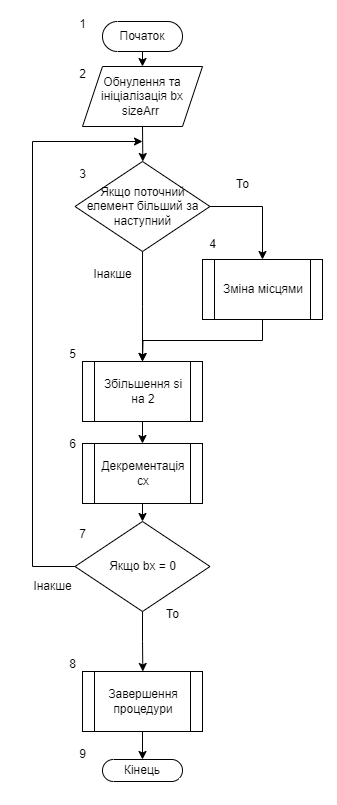 1
Початок
2
Обнулення та
ініціалізація bx
sizeArr
3
Якщо поточний
елемент більший за
наступний
То
4
Зміна місцями
Інакше
5
Збільшення si
на 2
6
Декрементація
cx
7
Якщо bx = 0
Інакше
То
8
Завершення
процедури
9
Кінець